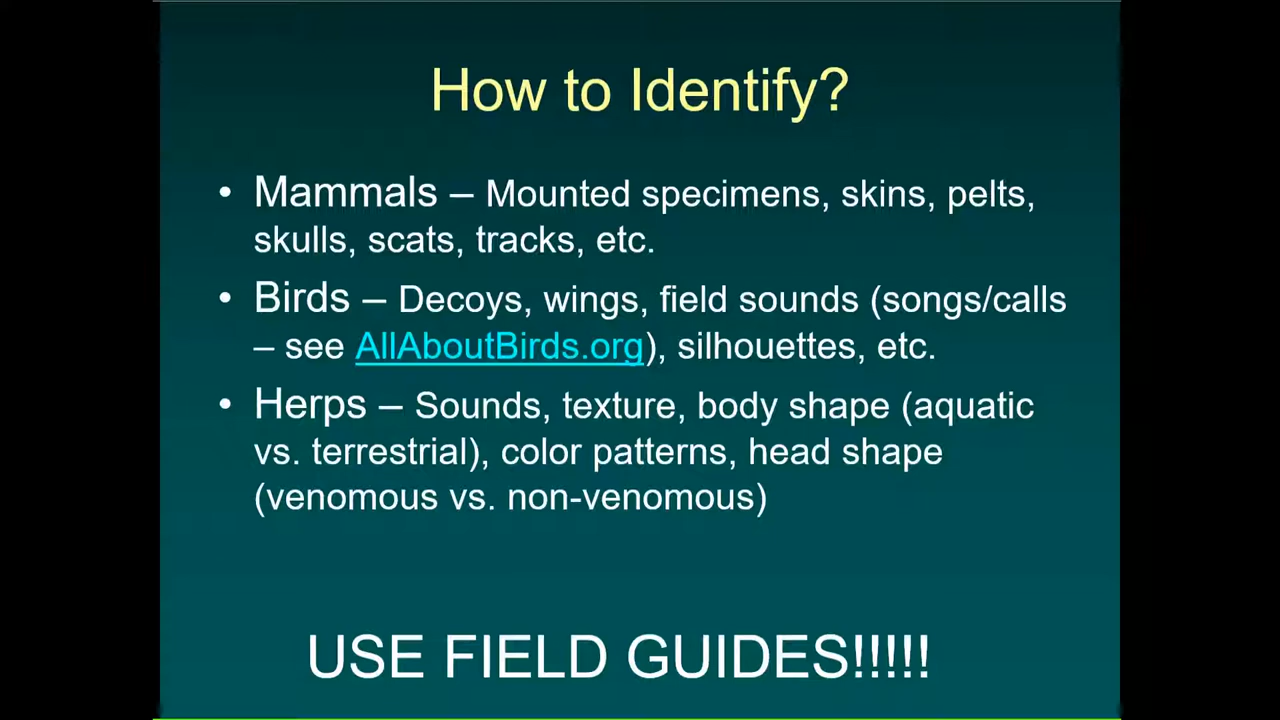 How to Identify?
• Mammals – Mounted specimens, skins, pelts,
skulls, scats, tracks, etc.
• Birds – Decoys, wings, field sounds (songs/calls
– see AllAboutBirds.org), silhouettes, etc.
• Herps – Sounds, texture, body shape (aquatic
vs. terrestrial), color patterns, head shape
(venomous vs. non-venomous)
USE FIELD GUIDES!!!!!